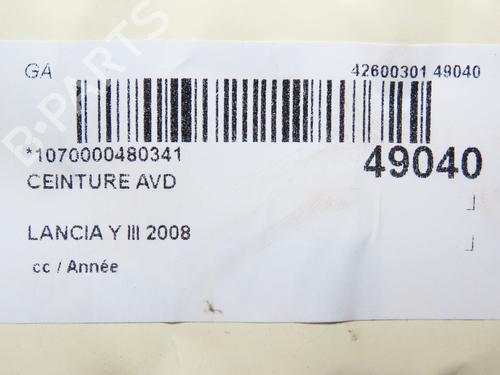 GA
42600301 49040
*1070000480341
49040
CEINTURE AVD
LANCIA Y III 2008
cc / Année
B-PARTS